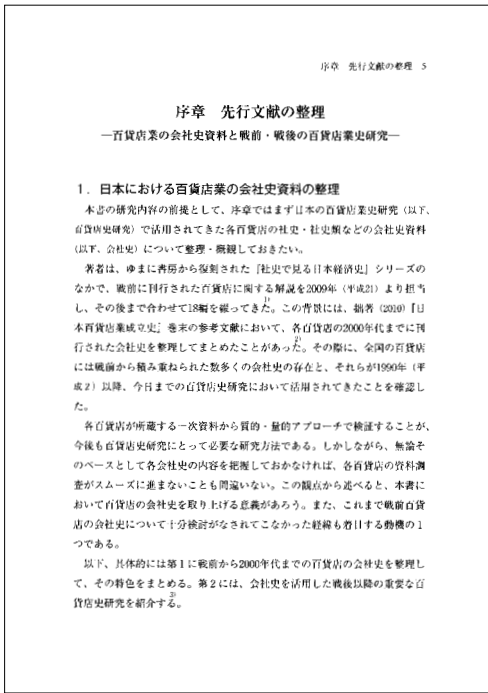 序章　先行文献の整理　5
序章　先行文献の整理
―百貨店業の会社史資料と戦前・戦後の百貨店業史研究―
1．日本における百貨店業の会社史資料の整理
本書の研究内容の前提として、序章ではまず日本の百貨店業史研究（以下、
百貨店史研究）で活用されてきた各百貨店の社史・社史類などの会社史資料
（以下、会社史）について整理・概観しておきたい。
著者は、ゆまに書房から復刻された『社史で見る日本経済史』シリーズの
なかで、戦前に刊行された百貨店に関する解説を2009年（平成21）より担当
し、その後まで合わせて18編を綴ってきた1)。この背景には、拙著（2010）『日
本百貨店業成立史』巻末の参考文献において、各百貨店の2000年代までに刊
行された会社史を整理してまとめたことがあった2)。その際に、全国の百貨店
には戦前から積み重ねられた数多くの会社史の存在と、それらが1990年（平
成2）以降、今日までの百貨店史研究において活用されてきたことを確認し
た。
各百貨店が所蔵する一次資料から質的・量的アプローチで検証することが、
今後も百貨店史研究にとって必要な研究方法である。しかしながら、無論そ
のベースとして各会社史の内容を把握しておかなければ、各百貨店の資料調
査がスムーズに進まないことも間違いない。この観点から述べると、本書に
おいて百貨店の会社史を取り上げる意義があろう。また、これまで戦前百貨
店の会社史について十分検討がなされてこなかった経緯も着目する動機の1
つである。
以下、具体的には第1に戦前から2000年代までの百貨店の会社史を整理し
て、その特色をまとめる。第2には、会社史を活用した戦後以降の重要な百
貨店史研究を紹介する3)。